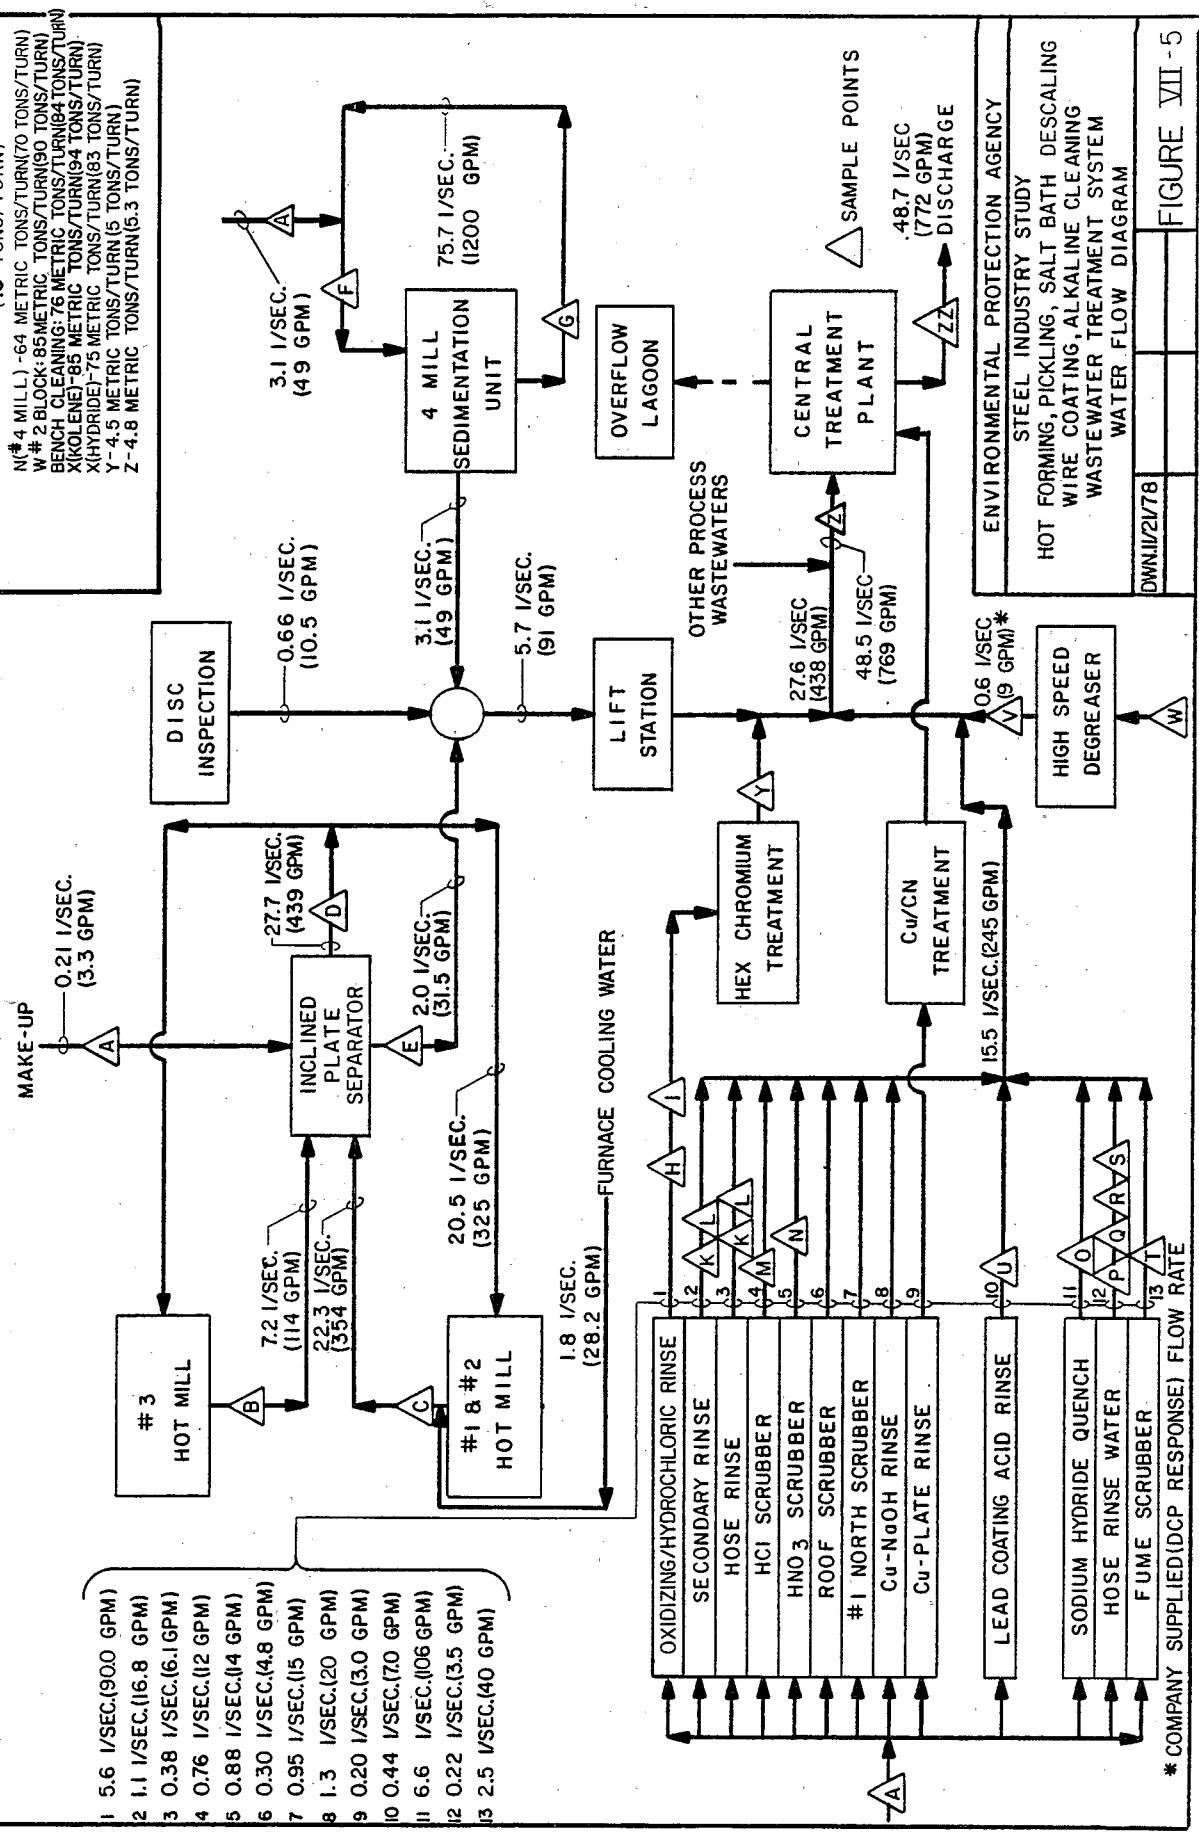 N(#4 MILL)-64 METRIC TONS/TURN(70 TONS/TURN)
W #2 BLOCK:85METRIC TONS/TURN(90 TONS/TURN)
BENCH CLEANING:76METRIC TONS/TURN(84TONS/TURN)
X(KOLENE)-85 METRIC TONS/TURN(94 TONS/TURN)
X(HYDRIDE)-75METRIC TONS/TURN(83 TONS/TURN)
Y-4.5 METRIC TONS/TURN(5 TONS/TURN)
Z-4.8 METRIC TONS/TURN(5.3 TONS/TURN)
MAKE-UP
0.21 l/SEC.
(3.3 GPM)
A
#3
HOT MILL
B
7.2 l/SEC.
(114 GPM)
22.3 l/SEC.
(354 GPM)
INCLINED
PLATE
SEPARATOR
27.7 l/SEC.
(439 GPM)
D
E
2.0 l/SEC.
(31.5 GPM)
C
#1 & #2
HOT MILL
20.5 l/SEC.
(325 GPM)
1.8 l/SEC.
(28.2 GPM)
FURNACE COOLING WATER
DISC
INSPECTION
0.66 l/SEC.
(10.5 GPM)
3.1 l/SEC.
(49 GPM)
5.7 l/SEC.
(91 GPM)
LIFT
STATION
A
3.1 l/SEC.
(49 GPM)
F
4 MILL
SEDIMENTATION
UNIT
75.7 l/SEC.
(1200 GPM)
G
OVERFLOW
LAGOON
CENTRAL
TREATMENT
PLANT
SAMPLE POINTS
48.7 l/SEC
(772 GPM)
DISCHARGE
ZZ
OTHER PROCESS
WASTEWATERS
Z
27.6 l/SEC
(438 GPM)
48.5 l/SEC
(769 GPM)
1 5.6 l/SEC.(90.0 GPM)
2 1.1 l/SEC.(16.8 GPM)
3 0.38 l/SEC.(6.1GPM)
4 0.76 l/SEC.(12 GPM)
5 0.88 l/SEC.(14 GPM)
6 0.30 l/SEC.(4.8 GPM)
7 0.95 l/SEC.(15 GPM)
8 1.3 l/SEC.(20 GPM)
9 0.20 l/SEC.(3.0 GPM)
10 0.44 l/SEC.(7.0 GPM)
11 6.6 l/SEC.(106 GPM)
12 0.22 l/SEC.(3.5 GPM)
13 2.5 l/SEC.(40 GPM)
A
OXIDIZING/HYDROCHLORIC RINSE
SECONDARY RINSE
HOSE RINSE
HCl SCRUBBER
HNO3 SCRUBBER
ROOF SCRUBBER
#1 NORTH SCRUBBER
Cu-NaOH RINSE
Cu-PLATE RINSE
LEAD COATING ACID RINSE
SODIUM HYDRIDE QUENCH
HOSE RINSE WATER
FUME SCRUBBER
1
2
3
4
5
6
7
8
9
10
11
12
13
H
I
K
L
K
L
M
N
U
O
P
Q
R
S
T
HEX CHROMIUM
TREATMENT
Y
Cu/CN
TREATMENT
15.5 l/SEC.(245 GPM)
0.6 l/SEC
(9 GPM)*
V
HIGH SPEED
DEGREASER
W
* COMPANY SUPPLIED(DCP RESPONSE) FLOW RATE
ENVIRONMENTAL PROTECTION AGENCY
STEEL INDUSTRY STUDY
HOT FORMING, PICKLING, SALT BATH DESCALING
WIRE COATING, ALKALINE CLEANING
WASTEWATER TREATMENT SYSTEM
WATER FLOW DIAGRAM
DWN.11/21/78
FIGURE VII-5